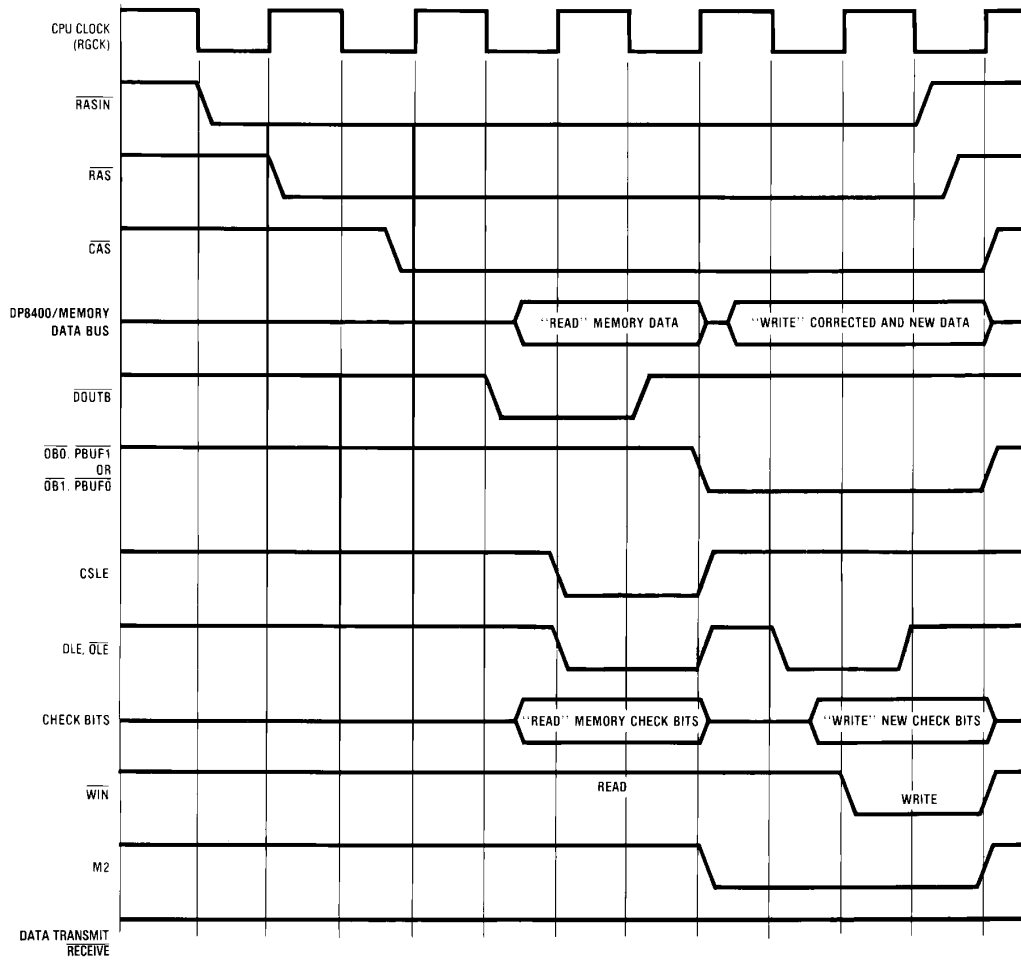 CPU CLOCK
(RGCK)
RASIN
RAS
CAS
DP8400/MEMORY
DATA BUS
"READ" MEMORY DATA
"WRITE" CORRECTED AND NEW DATA
DOUTB
OB0. PBUF1
OR
OB1. PBUF0
CSLE
DLE, OLE
CHECK BITS
"READ" MEMORY CHECK BITS
"WRITE" NEW CHECK BITS
WIN
READ
WRITE
M2
DATA TRANSMIT
RECEIVE